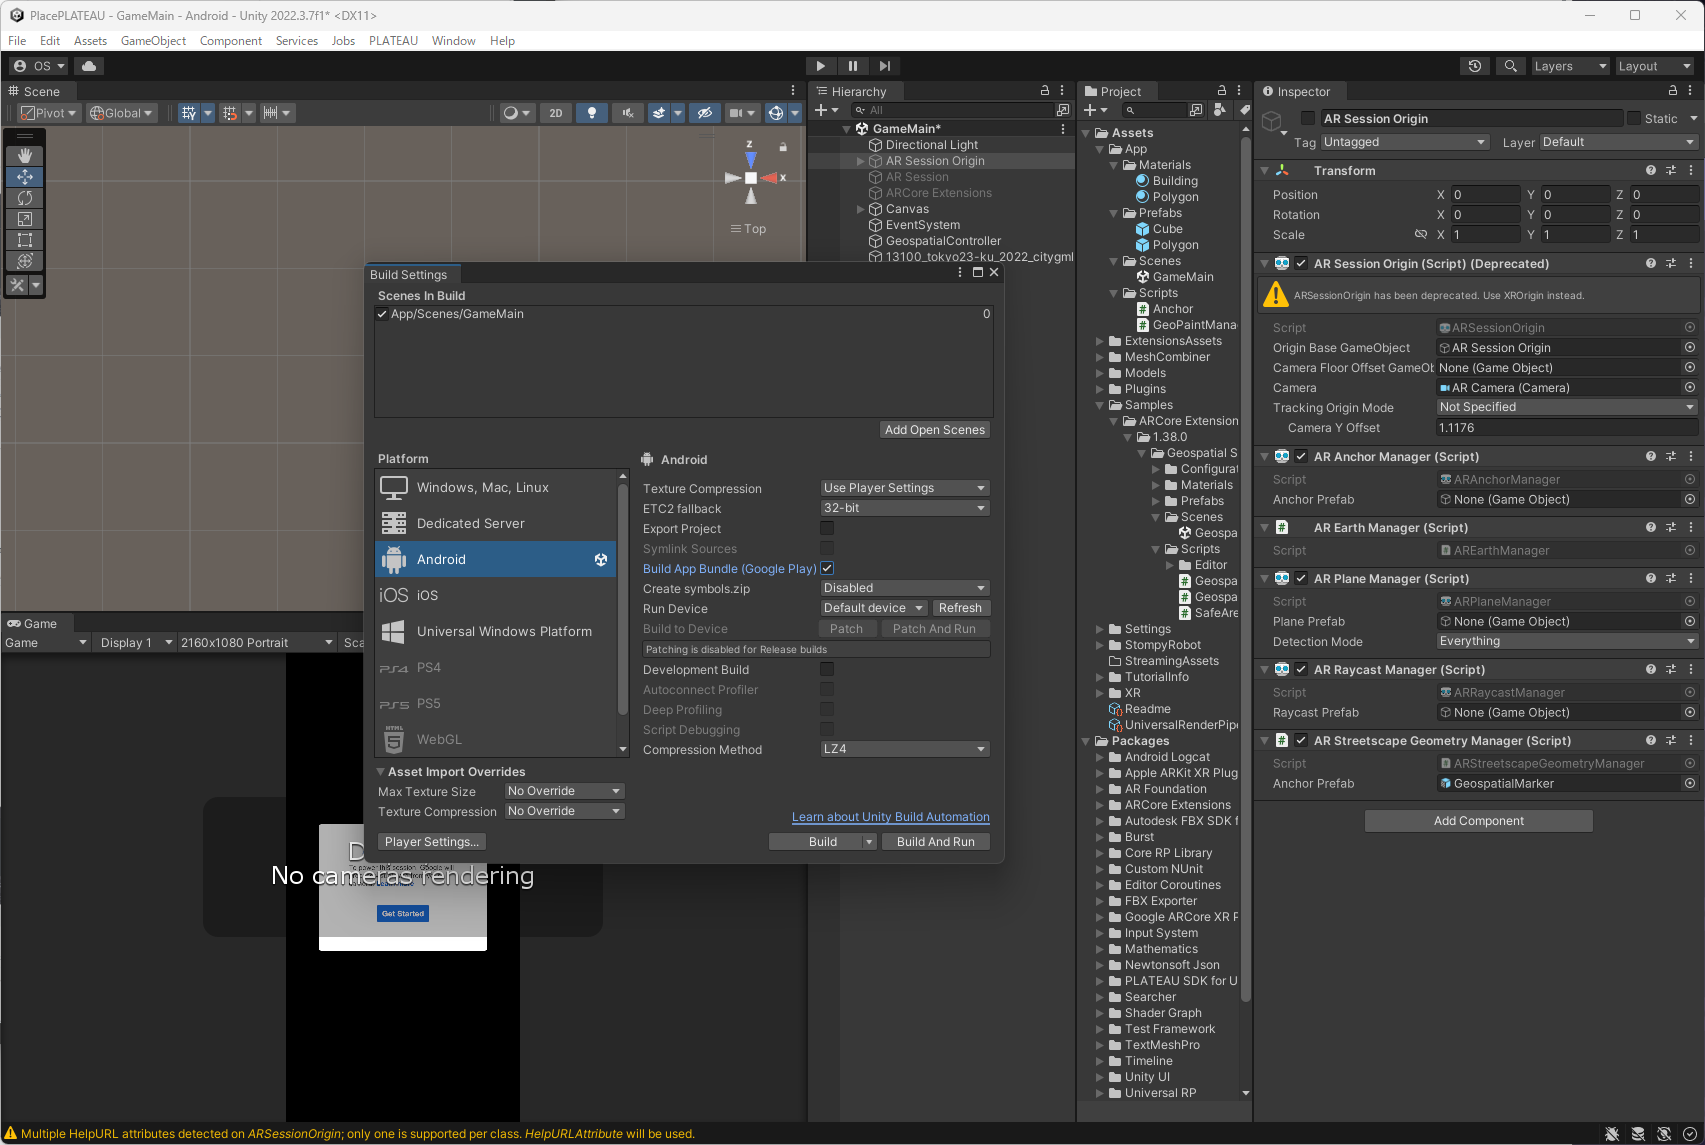 PlacePLATEAU - GameMain - Android - Unity 2022.3.7f1* <DX11>
File Edit Assets GameObject Component Services Jobs PLATEAU Window Help
OS
Layers
Layout
Scene
Pivot
Global
2D
Z
X
Top
Hierarchy
All
GameMain*
Directional Light
AR Session Origin
AR Session
ARCore Extensions
Canvas
EventSystem
GeospatialController
13100_tokyo23-ku_2022_citygml
Build Settings
Scenes In Build
App/Scenes/GameMain 0
Add Open Scenes
Platform
Windows, Mac, Linux
Dedicated Server
Android
iOS iOS
Universal Windows Platform
PS4 PS4
PS5 PS5
HTML 5 WebGL
Android
Texture Compression Use Player Settings
ETC2 fallback 32-bit
Export Project
Symlink Sources
Build App Bundle (Google Play)
Create symbols.zip Disabled
Run Device Default device Refresh
Build to Device Patch Patch And Run
Patching is disabled for Release builds
Development Build
Autoconnect Profiler
Deep Profiling
Script Debugging
Compression Method LZ4
Asset Import Overrides
Max Texture Size No Override
Texture Compression No Override
Learn about Unity Build Automation
Player Settings... Build Build And Run
Game
Game Display 1 2160x1080 Portrait Sca
No cameras rendering
Get Started
Project
Assets
App
Materials
Building
Polygon
Prefabs
Cube
Polygon
Scenes
GameMain
Scripts
Anchor
GeoPaintMana
ExtensionsAssets
MeshCombiner
Models
Plugins
Samples
ARCore Extension
1.38.0
Geospatial S
Configurat
Materials
Prefabs
Scenes
Geospa
Scripts
Editor
Geospa
Geospa
SafeAre
Settings
StompyRobot
StreamingAssets
TutorialInfo
XR
Readme
UniversalRenderPipe
Packages
Android Logcat
Apple ARKit XR Plug
AR Foundation
ARCore Extensions
Autodesk FBX SDK f
Burst
Core RP Library
Custom NUnit
Editor Coroutines
FBX Exporter
Google ARCore XR P
Input System
Mathematics
Newtonsoft Json
PLATEAU SDK for U
Searcher
Shader Graph
Test Framework
TextMeshPro
Timeline
Unity UI
Universal RP
Inspector
AR Session Origin Static
Tag Untagged Layer Default
Transform
Position X 0 Y 0 Z 0
Rotation X 0 Y 0 Z 0
Scale X 1 Y 1 Z 1
AR Session Origin (Script) (Deprecated)
ARSessionOrigin has been deprecated. Use XROrigin instead.
Script ARSessionOrigin
Origin Base GameObject AR Session Origin
Camera Floor Offset GameOb None (Game Object)
Camera AR Camera (Camera)
Tracking Origin Mode Not Specified
Camera Y Offset 1.1176
AR Anchor Manager (Script)
Script ARAnchorManager
Anchor Prefab None (Game Object)
AR Earth Manager (Script)
Script AREarthManager
AR Plane Manager (Script)
Script ARPlaneManager
Plane Prefab None (Game Object)
Detection Mode Everything
AR Raycast Manager (Script)
Script ARRaycastManager
Raycast Prefab None (Game Object)
AR Streetscape Geometry Manager (Script)
Script ARStreetscapeGeometryManager
Anchor Prefab GeospatialMarker
Add Component
Multiple HelpURL attributes detected on ARSessionOrigin; only one is supported per class. HelpURLAttribute will be used.